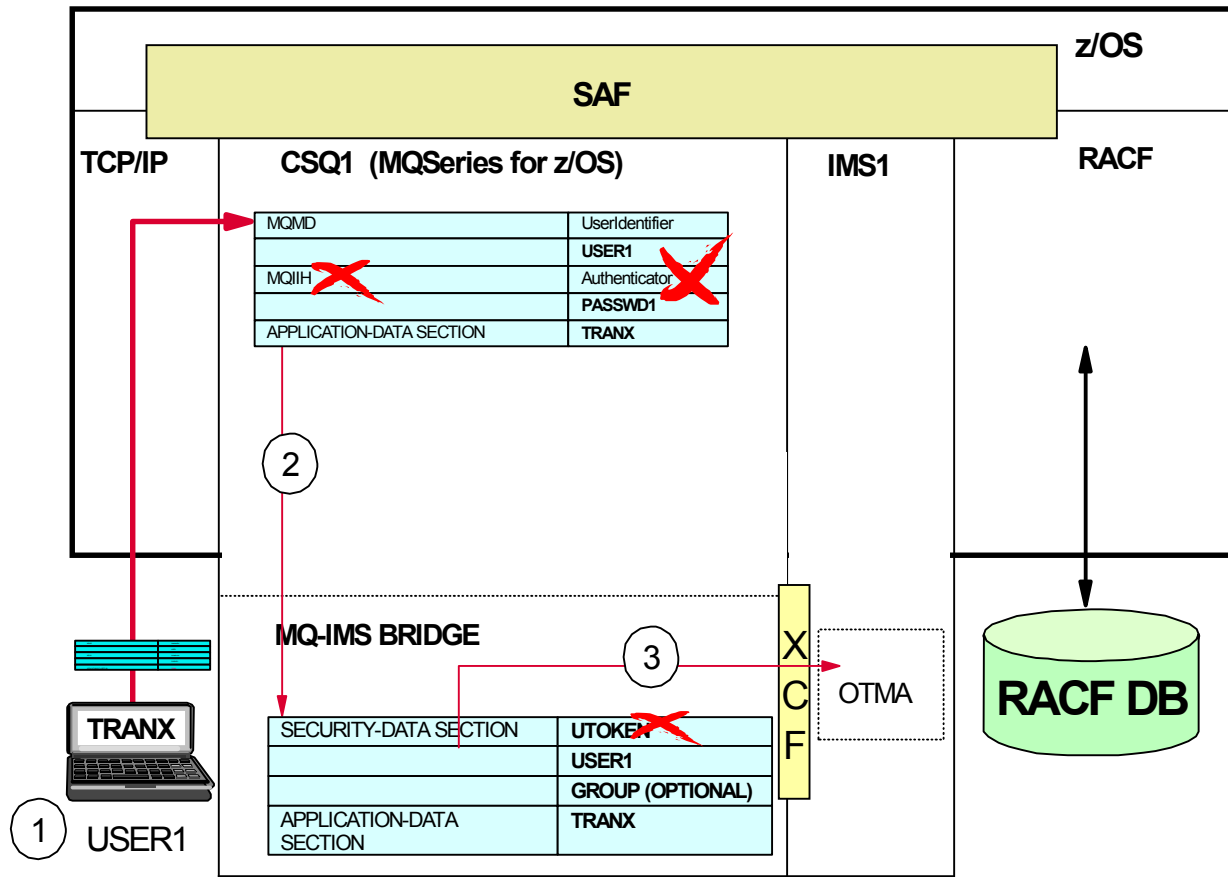 z/OS
SAF
TCP/IP
CSQ1 (MQSeries for z/OS)
IMS1
RACF
MQMD UserIdentifier
USER1
MQIIH Authenticator
PASSWD1
APPLICATION-DATA SECTION TRANX
2
MQ-IMS BRIDGE
3
X
C
F
OTMA
RACF DB
TRANX
SECURITY-DATA SECTION UTOKEN
USER1
GROUP (OPTIONAL)
APPLICATION-DATA TRANX
SECTION
1
USER1